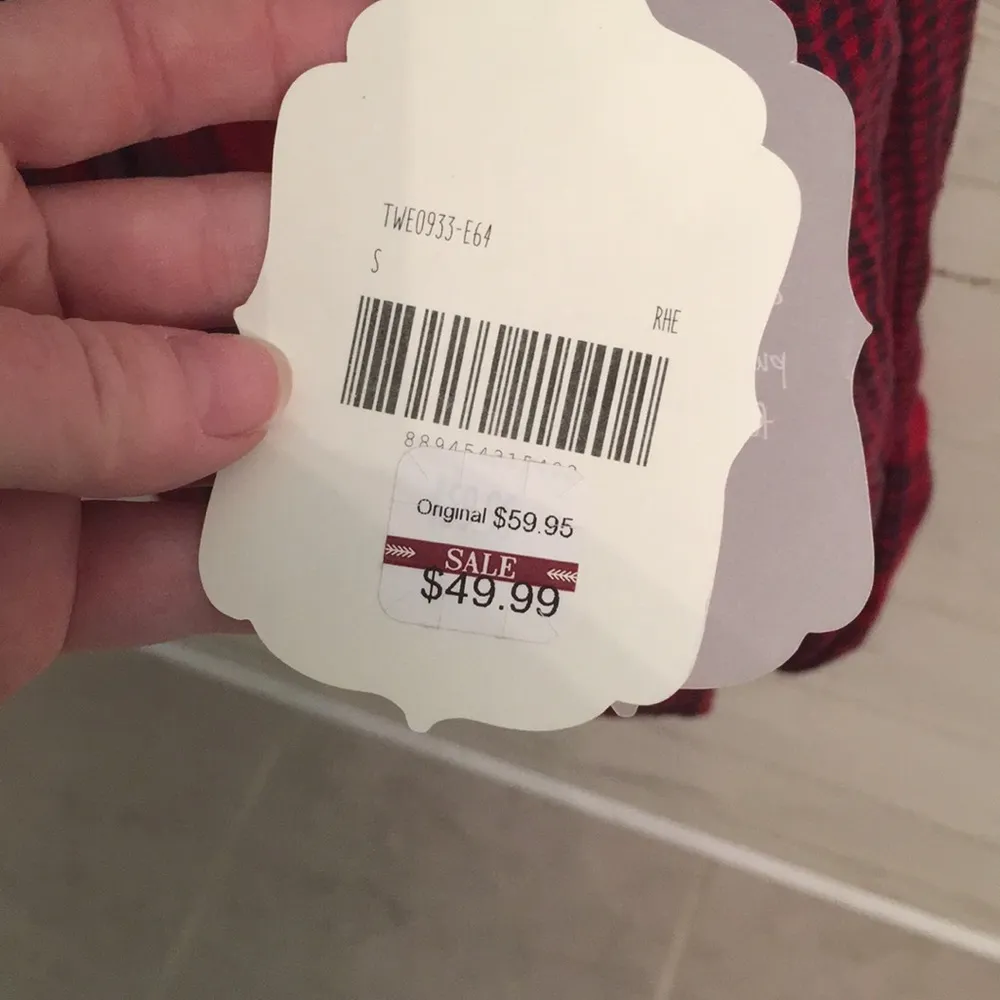 TWE0933-E64
S
RHE
Original $59.95
SALE
$49.99